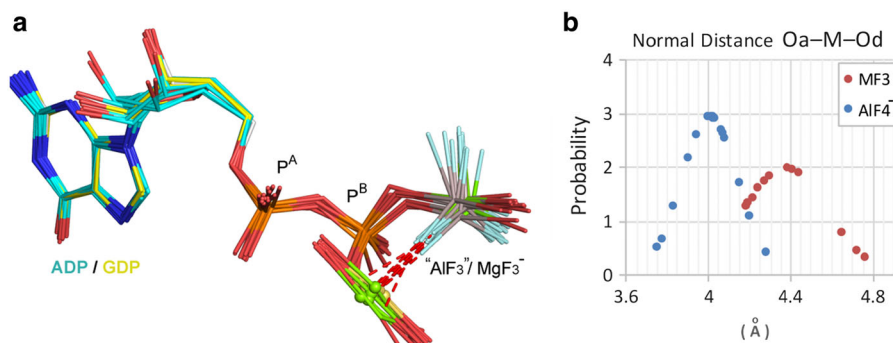 a
P^A
P^B
ADP / GDP
"AlF₃"/ MgF₃⁻
b
Normal Distance Oa–M–Od
4
3
2
1
0
Probability
MF3
AlF4⁻
3.6 4 4.4 4.8
( Å )